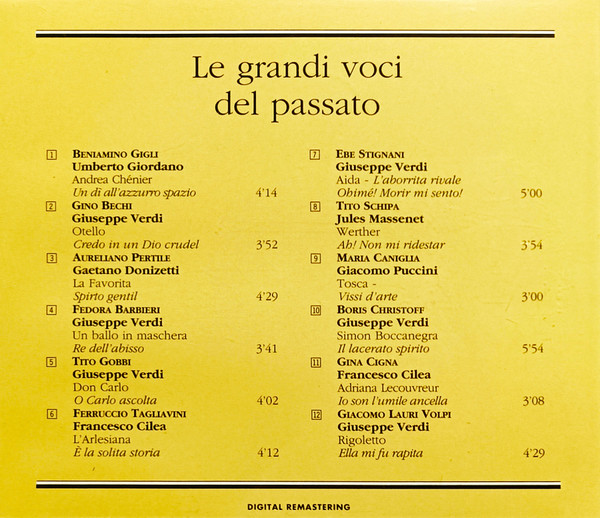 Le grandi voci
del passato
1 BENIAMINO GIGLI
Umberto Giordano
Andrea Chénier
Un dì all'azzurro spazio 4'14
2 GINO BECHI
Giuseppe Verdi
Otello
Credo in un Dio crudel 3'52
3 AURELIANO PERTILE
Gaetano Donizetti
La Favorita
Spirto gentil 4'29
4 FEDORA BARBIERI
Giuseppe Verdi
Un ballo in maschera
Re dell'abisso 3'41
5 TITO GOBBI
Giuseppe Verdi
Don Carlo
O Carlo ascolta 4'02
6 FERRUCCIO TAGLIAVINI
Francesco Cilea
L'Arlesiana
È la solita storia 4'12
7 EBE STIGNANI
Giuseppe Verdi
Aida - L'aborrita rivale
Ohimé! Morir mi sento! 5'00
8 TITO SCHIPA
Jules Massenet
Werther
Ah! Non mi ridestar 3'54
9 MARIA CANIGLIA
Giacomo Puccini
Tosca -
Vissi d'arte 3'00
10 BORIS CHRISTOFF
Giuseppe Verdi
Simon Boccanegra
Il lacerato spirito 5'54
11 GINA CIGNA
Francesco Cilea
Adriana Lecouvreur
Io son l'umile ancella 3'08
12 GIACOMO LAURI VOLPI
Giuseppe Verdi
Rigoletto
Ella mi fu rapita 4'29
DIGITAL REMASTERING